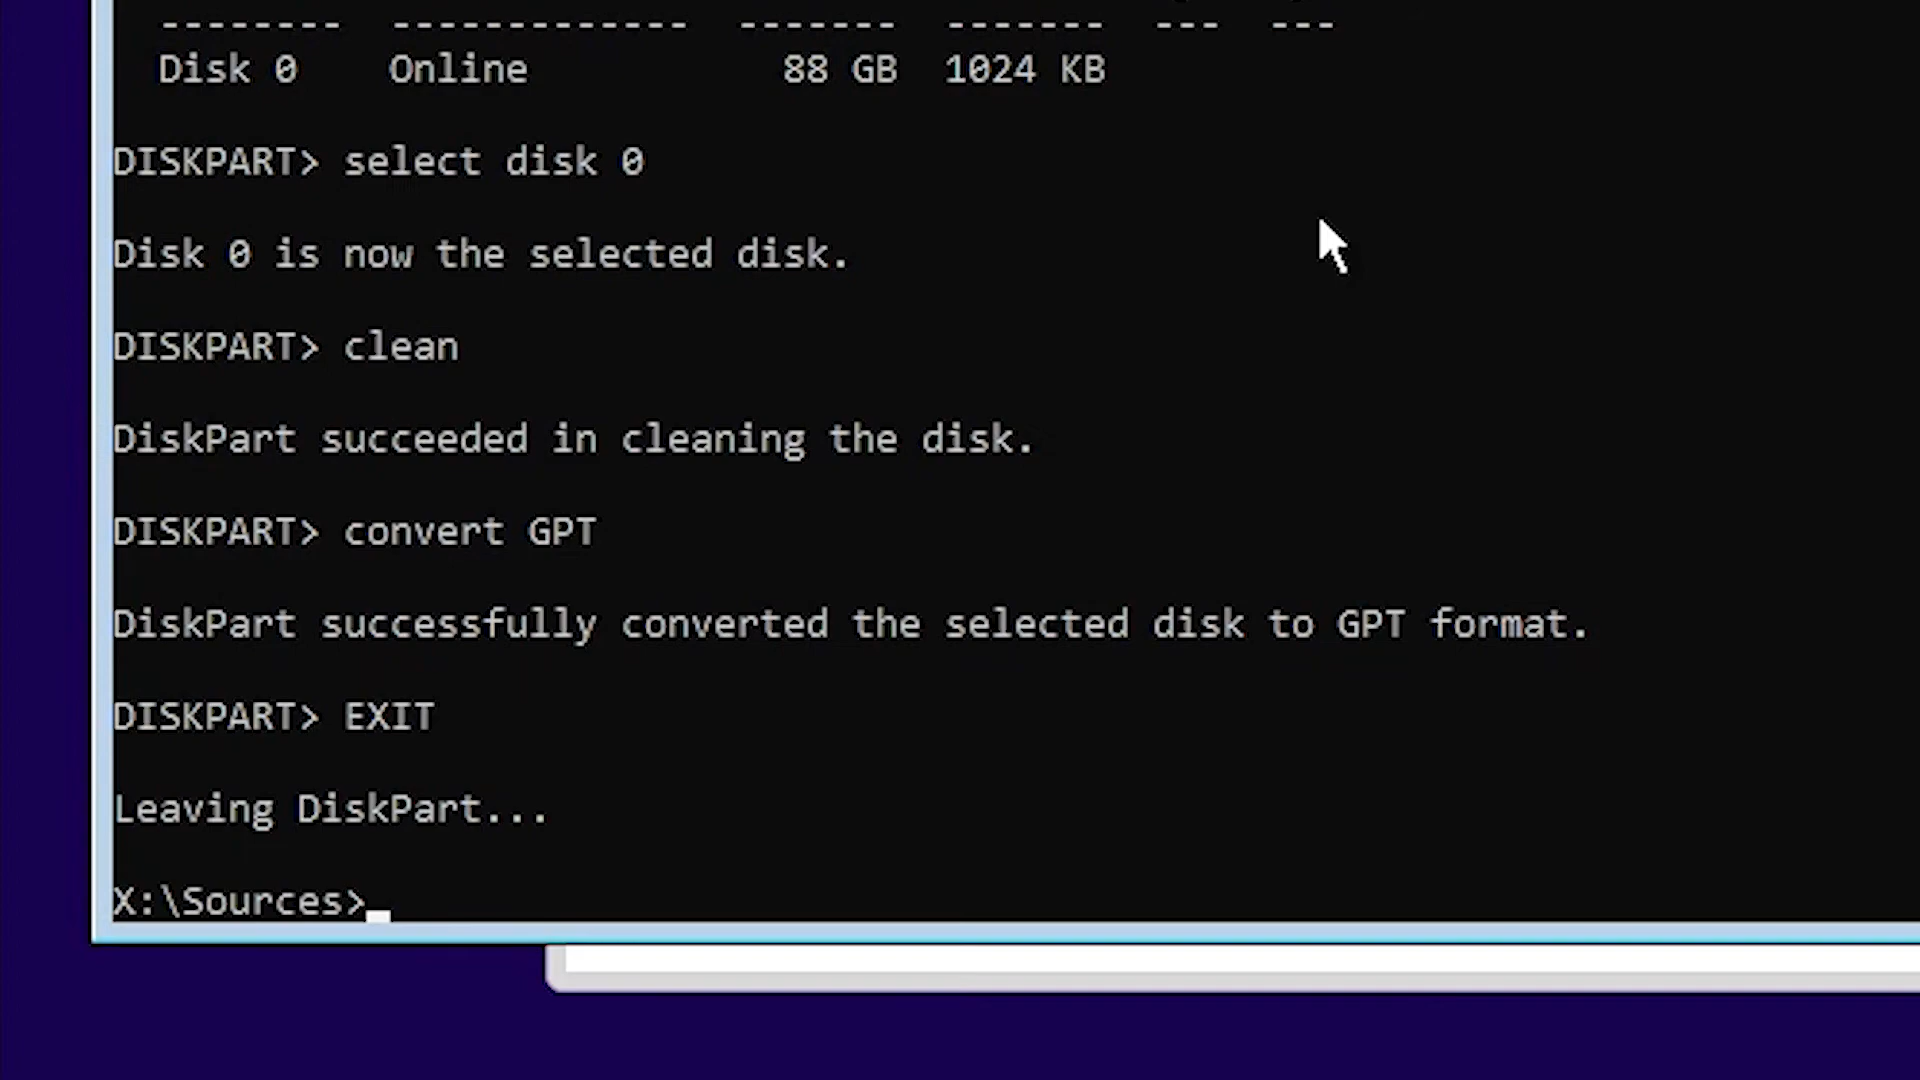 -------- ------------- ------- ------- --- ---
Disk 0 Online 88 GB 1024 KB
DISKPART> select disk 0
Disk 0 is now the selected disk.
DISKPART> clean
DiskPart succeeded in cleaning the disk.
DISKPART> convert GPT
DiskPart successfully converted the selected disk to GPT format.
DISKPART> EXIT
Leaving DiskPart...
X:\Sources>